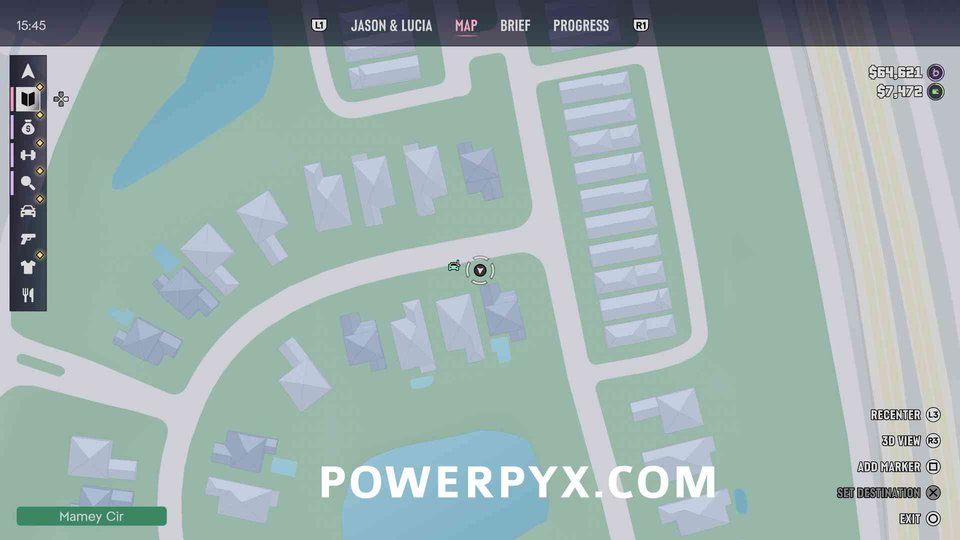 15:45
L1 JASON & LUCIA MAP BRIEF PROGRESS R1
$64,621
$7,472
RECENTER L3
3D VIEW R3
ADD MARKER
SET DESTINATION
EXIT
POWERPYX.COM
Mamey Cir